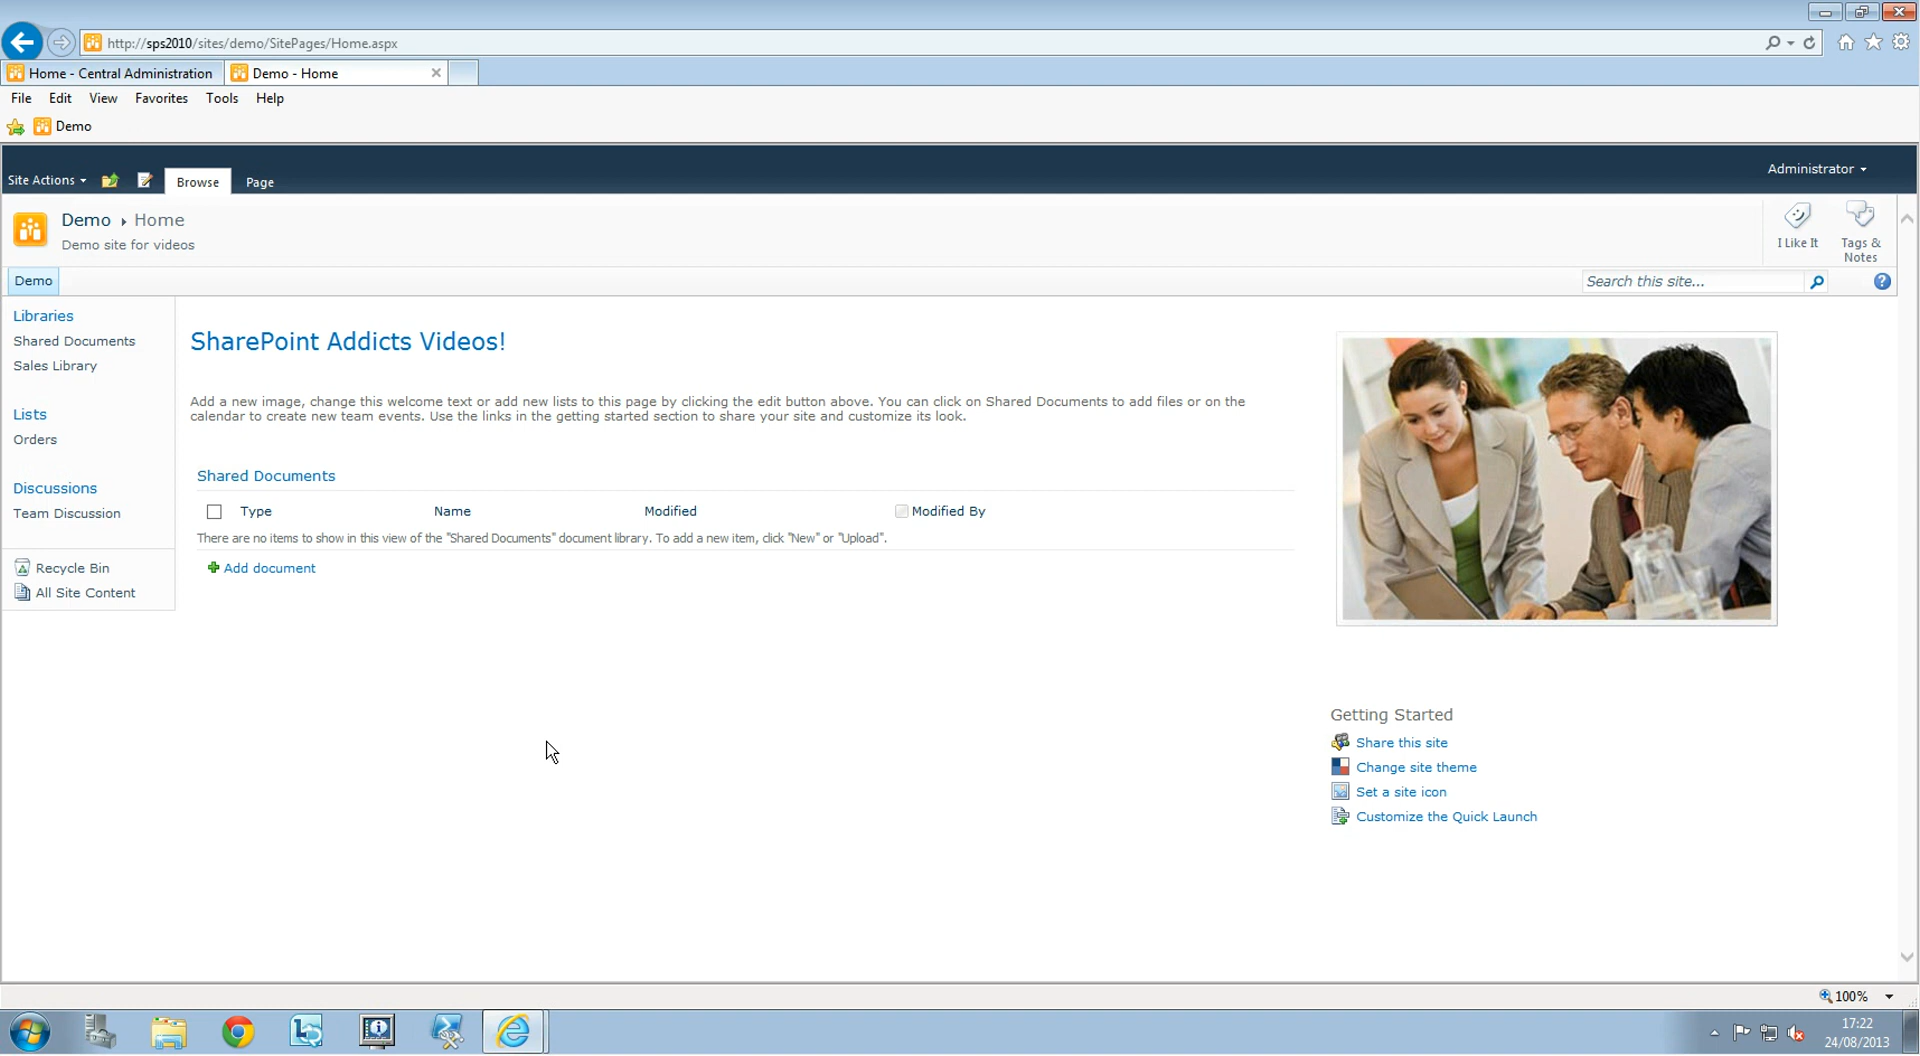 http://sps2010/sites/demo/SitePages/Home.aspx
Home - Central Administration
Demo - Home
File Edit View Favorites Tools Help
Demo
Site Actions
Browse
Page
Administrator
Demo Home
Demo site for videos
I Like It
Tags &
Notes
Demo
Search this site...
Libraries
Shared Documents
Sales Library
Lists
Orders
Discussions
Team Discussion
Recycle Bin
All Site Content
SharePoint Addicts Videos!
Add a new image, change this welcome text or add new lists to this page by clicking the edit button above. You can click on Shared Documents to add files or on the
calendar to create new team events. Use the links in the getting started section to share your site and customize its look.
Shared Documents
Type Name Modified Modified By
There are no items to show in this view of the "Shared Documents" document library. To add a new item, click "New" or "Upload".
Add document
Getting Started
Share this site
Change site theme
Set a site icon
Customize the Quick Launch
100%
17:22
24/08/2013